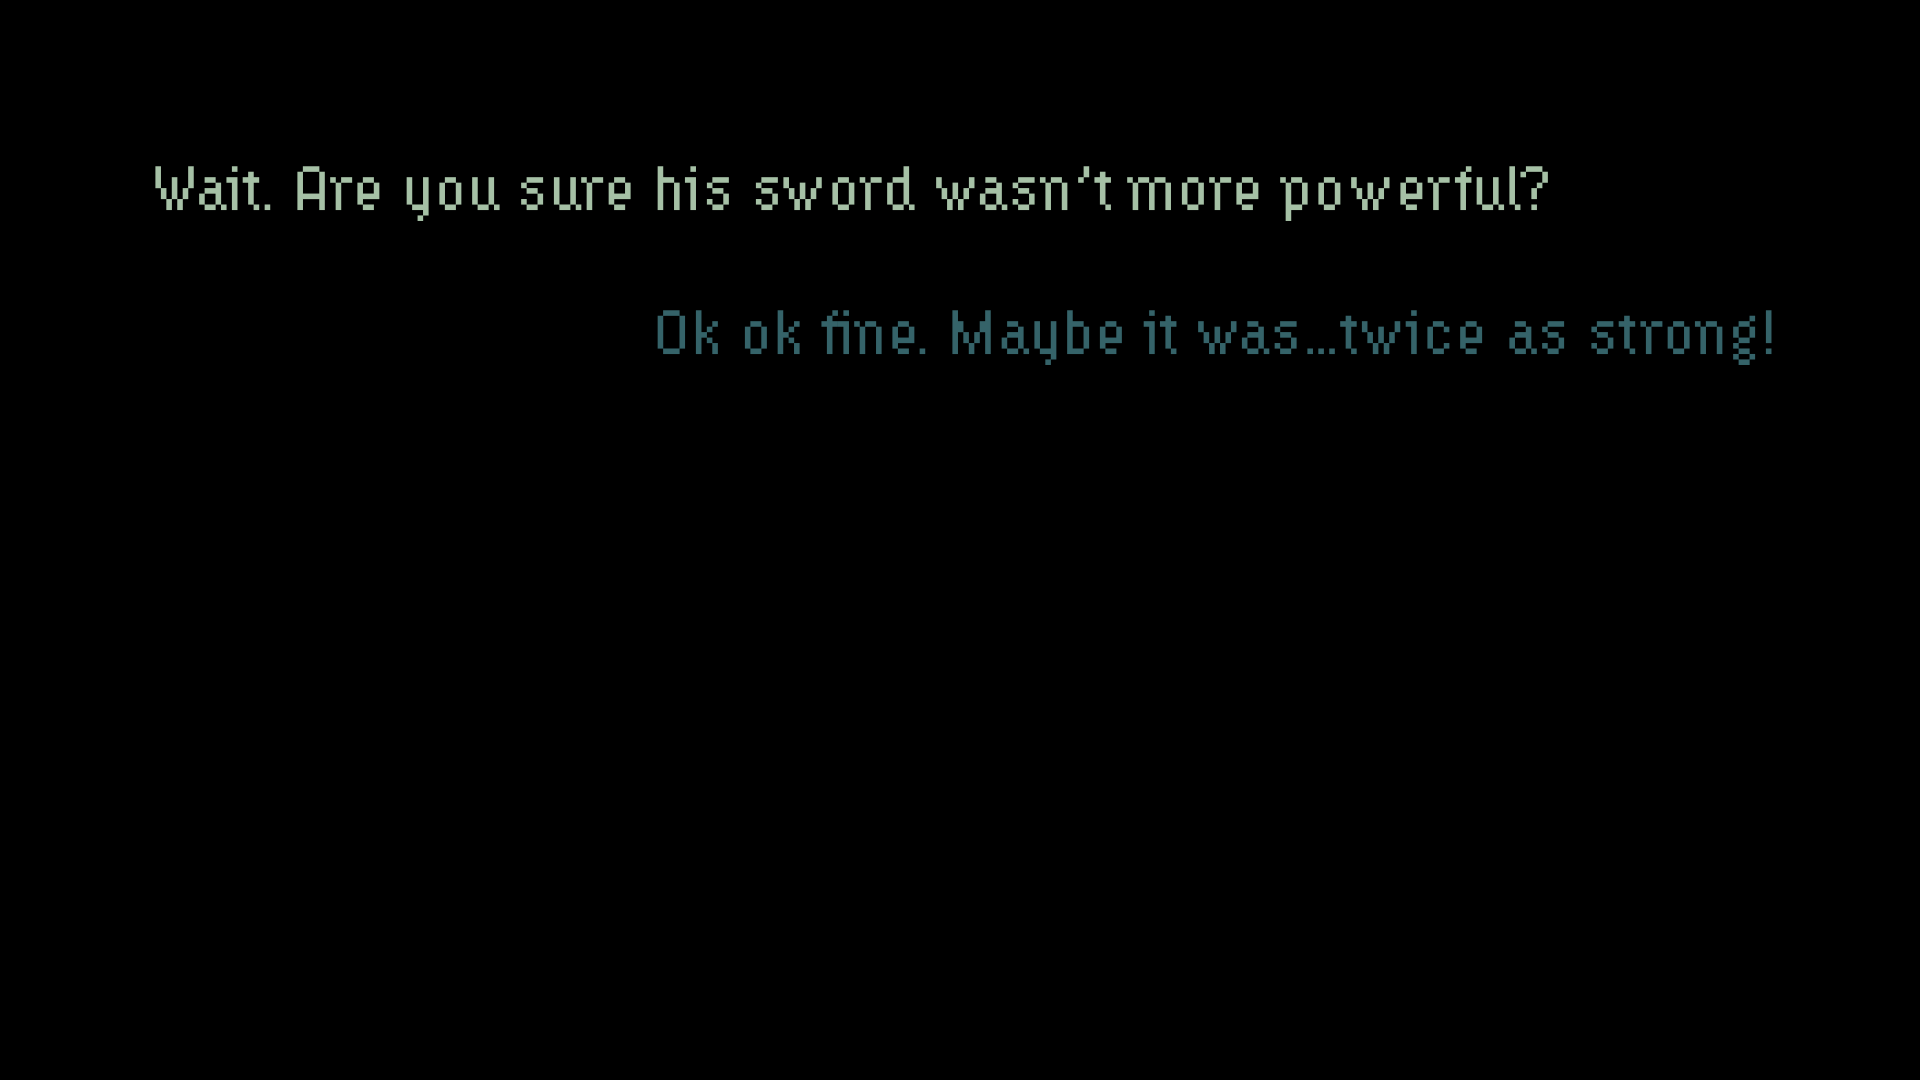 Wait. Are you sure his sword wasn't more powerful?
Ok ok fine. Maybe it was...twice as strong!